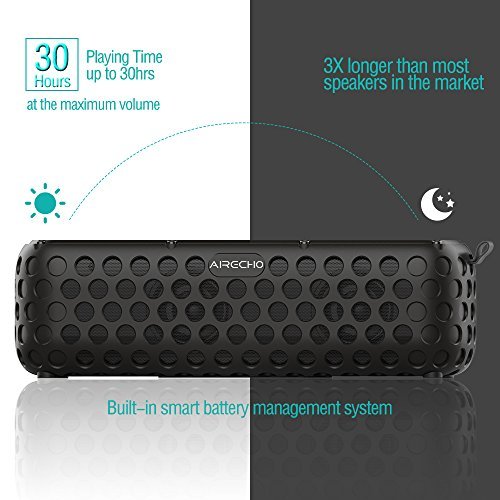 30
Hours
Playing Time
up to 30hrs
at the maximum volume
3X longer than most
speakers in the market
AIRECHO
Built-in smart battery management system